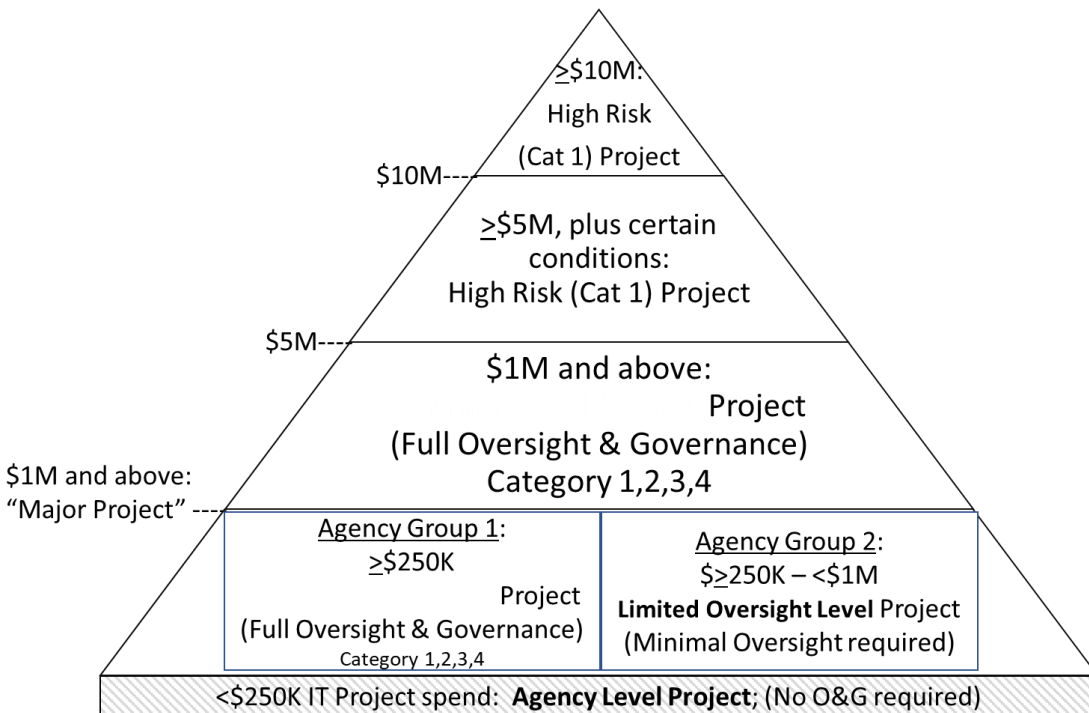 ≥$10M:
High Risk
(Cat 1) Project
$10M----
≥$5M, plus certain
conditions:
High Risk (Cat 1) Project
$5M----
$1M and above:
Project
(Full Oversight & Governance)
Category 1,2,3,4
$1M and above:
“Major Project” ----
Agency Group 1:
≥$250K
Project
(Full Oversight & Governance)
Category 1,2,3,4
Agency Group 2:
$≥250K – <$1M
Limited Oversight Level Project
(Minimal Oversight required)
<$250K IT Project spend: Agency Level Project; (No O&G required)